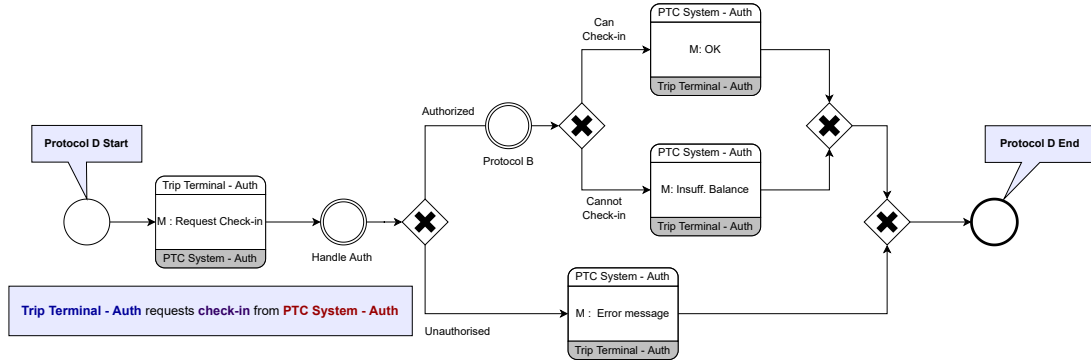 PTC System - Auth
M: OK
Trip Terminal - Auth
Can
Check-in
Authorized
Protocol B
PTC System - Auth
M: Insuff. Balance
Trip Terminal - Auth
Cannot
Check-in
Protocol D Start
Protocol D End
Trip Terminal - Auth
M : Request Check-in
PTC System - Auth
Handle Auth
Trip Terminal - Auth requests check-in from PTC System - Auth
Unauthorised
PTC System - Auth
M :  Error message
Trip Terminal - Auth